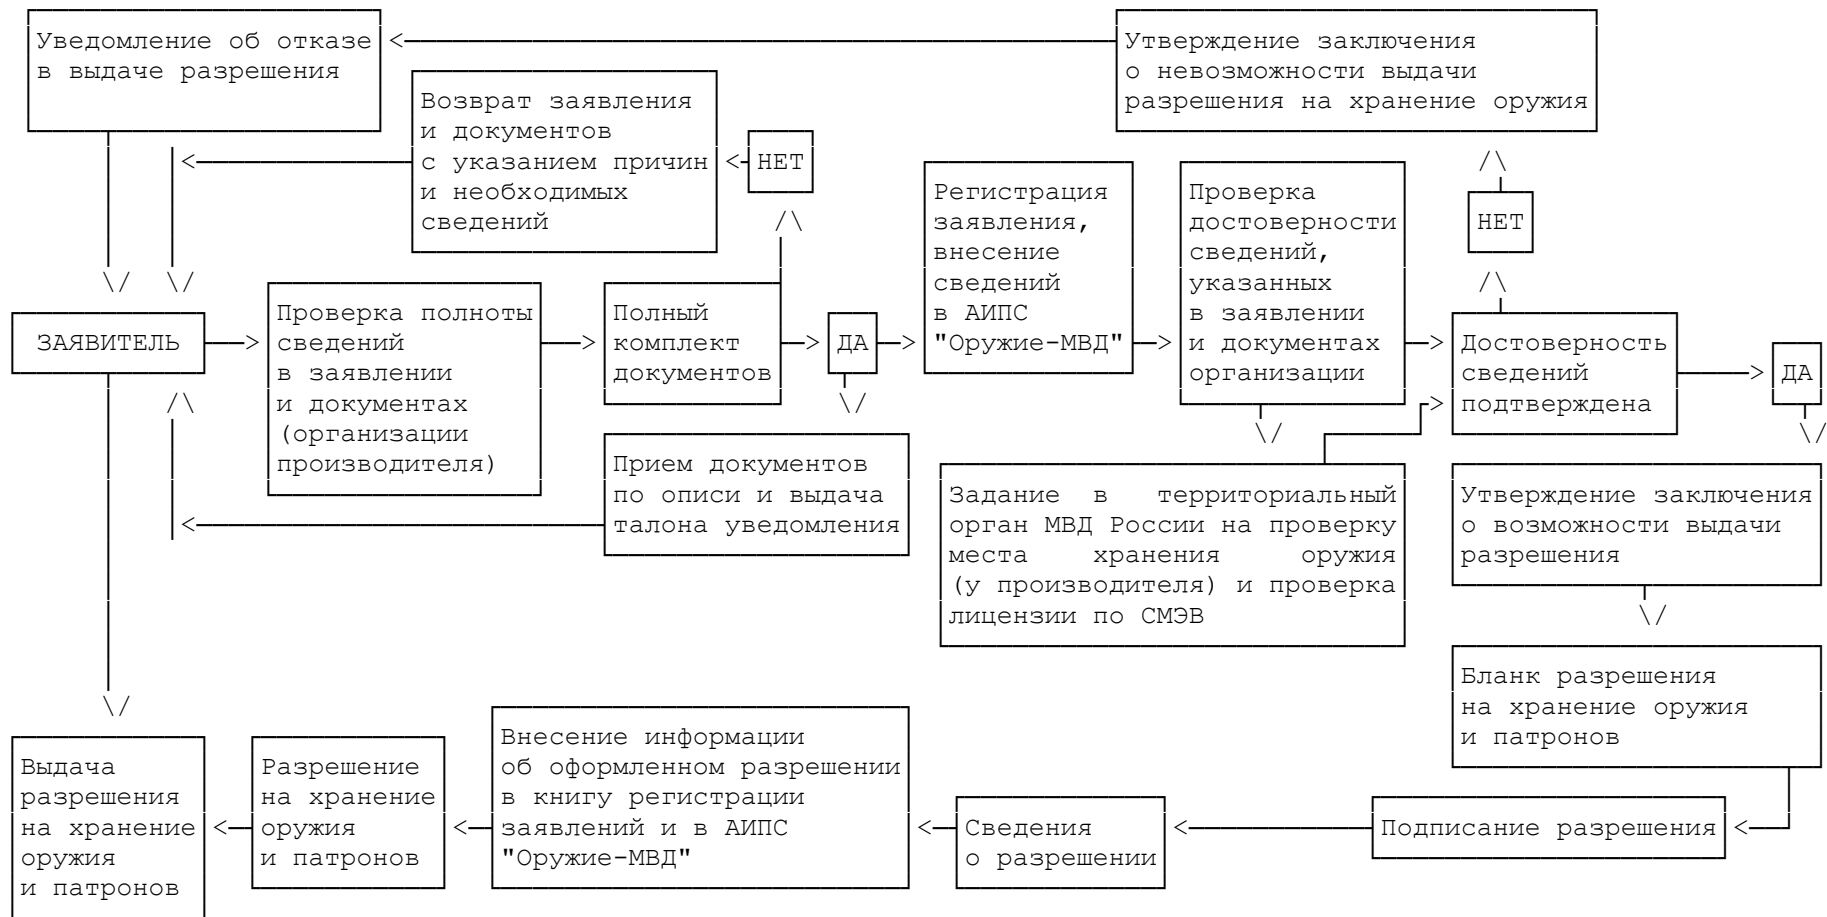 Уведомление об отказе
в выдаче разрешения
Утверждение заключения
о невозможности выдачи
разрешения на хранение оружия
Возврат заявления
и документов
с указанием причин
и необходимых
сведений
НЕТ
Регистрация
заявления,
внесение
сведений
в АИПС
"Оружие-МВД"
Проверка
достоверности
сведений,
указанных
в заявлении
и документах
организации
НЕТ
ЗАЯВИТЕЛЬ
Проверка полноты
сведений
в заявлении
и документах
(организации
производителя)
Полный
комплект
документов
ДА
Достоверность
сведений
подтверждена
ДА
Прием документов
по описи и выдача
талона уведомления
Задание в территориальный
орган МВД России на проверку
места хранения оружия
(у производителя) и проверка
лицензии по СМЭВ
Утверждение заключения
о возможности выдачи
разрешения
Бланк разрешения
на хранение оружия
и патронов
Выдача
разрешения
на хранение
оружия
и патронов
Разрешение
на хранение
оружия
и патронов
Внесение информации
об оформленном разрешении
в книгу регистрации
заявлений и в АИПС
"Оружие-МВД"
Сведения
о разрешении
Подписание разрешения